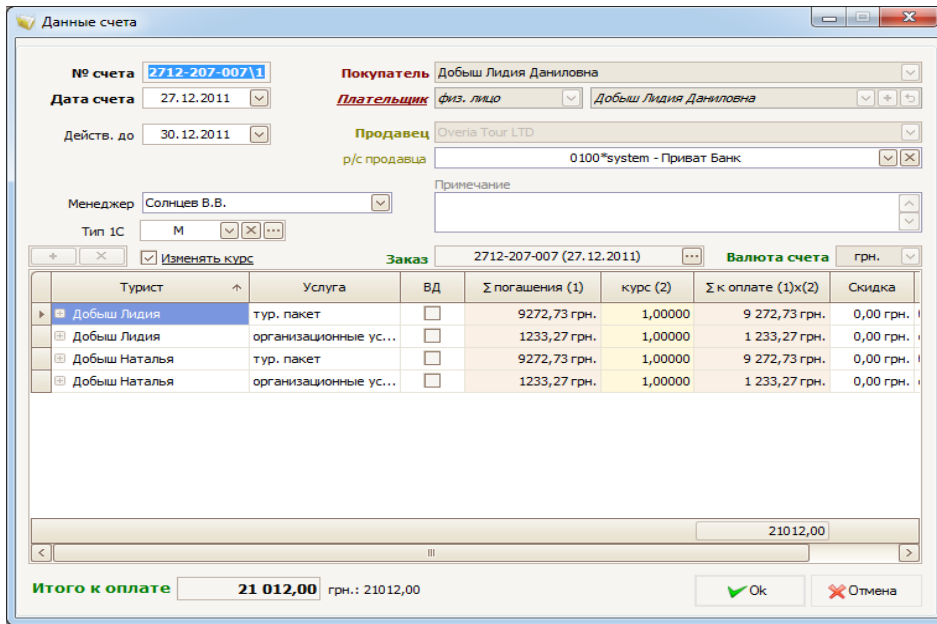 Данные счета
№ счета 2712-207-007\1 Покупатель Добыш Лидия Даниловна
Дата счета 27.12.2011 Плательщик физ. лицо Добыш Лидия Даниловна
Действ. до 30.12.2011 Продавец Overia Tour LTD
р/с продавца 0100*system - Приват Банк
Примечание
Менеджер Солнцев В.В.
Тип 1С М
Изменять курс Заказ 2712-207-007 (27.12.2011) Валюта счета грн.
Турист Услуга ВД Σ погашения (1) курс (2) Σ к оплате (1)x(2) Скидка
Добыш Лидия тур. пакет 9272,73 грн. 1,00000 9 272,73 грн. 0,00 грн.
Добыш Лидия организационные ус... 1233,27 грн. 1,00000 1 233,27 грн. 0,00 грн.
Добыш Наталья тур. пакет 9272,73 грн. 1,00000 9 272,73 грн. 0,00 грн.
Добыш Наталья организационные ус... 1233,27 грн. 1,00000 1 233,27 грн. 0,00 грн.
21012,00
Итого к оплате 21 012,00 грн.: 21012,00 Ok Отмена